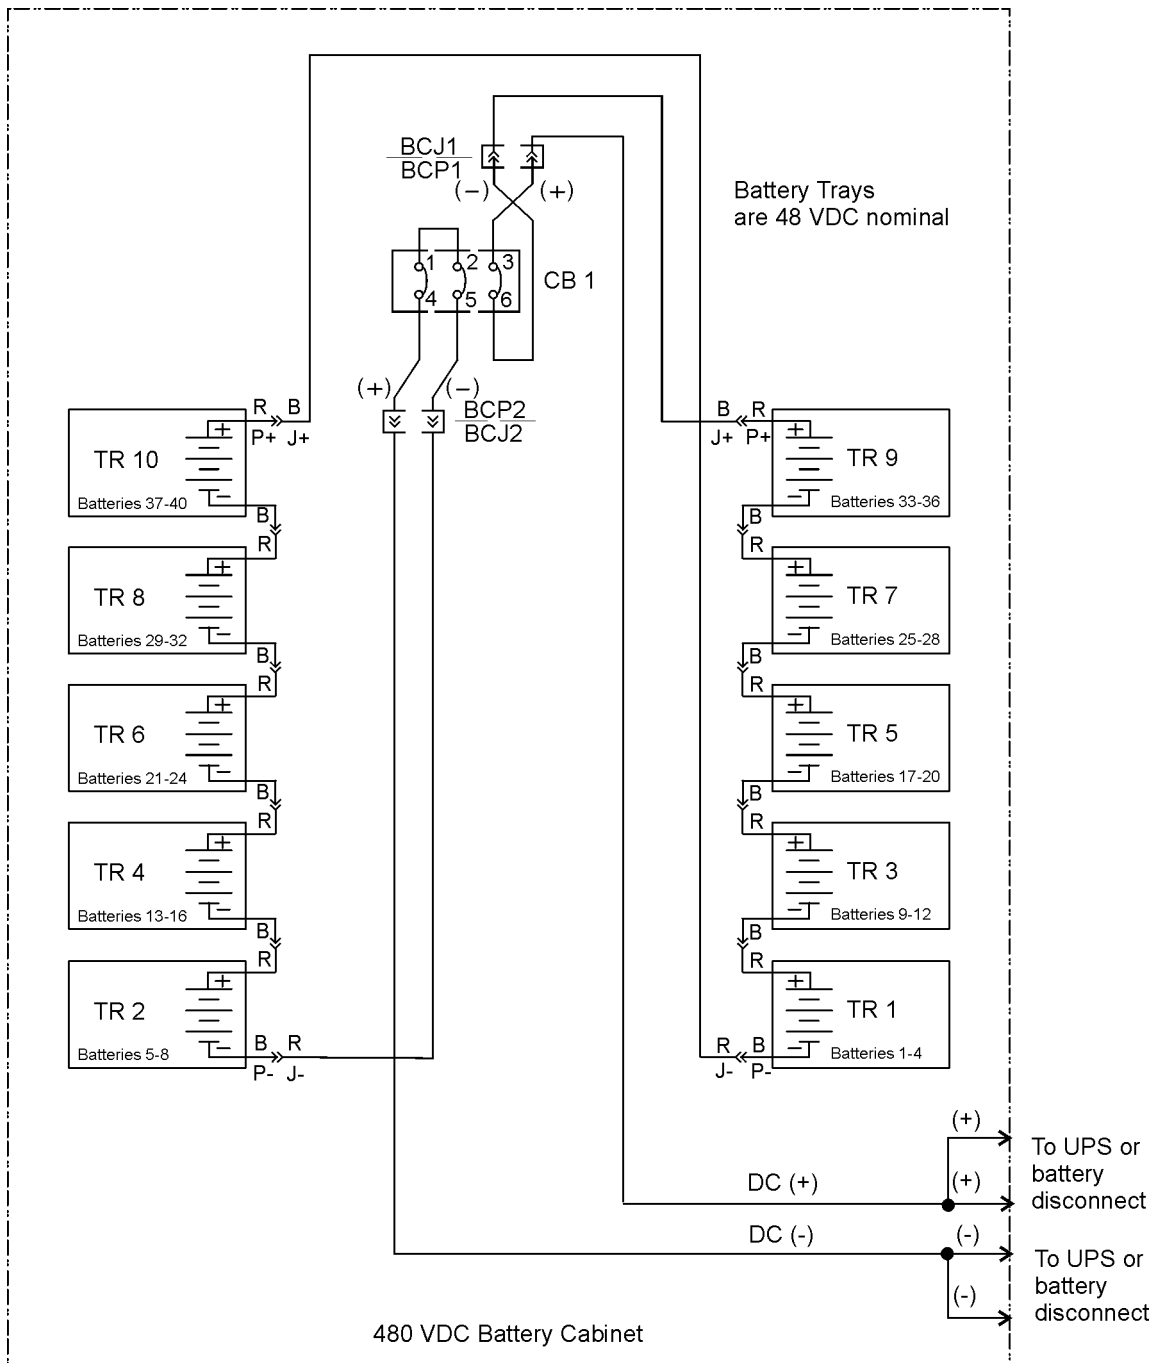 BCJ1
BCP1
(-)
(+)
Battery Trays
are 48 VDC nominal
1 2 3
CB 1
4 5 6
(+)
(-)
BCP2
BCJ2
R B
P+ J+
+
TR 10
-
Batteries 37-40
B
R
+
TR 8
-
Batteries 29-32
B
R
+
TR 6
-
Batteries 21-24
B
R
+
TR 4
-
Batteries 13-16
B
R
+
TR 2
-
Batteries 5-8
B R
P- J-
B R
J+ P+
+
TR 9
-
Batteries 33-36
B
R
+
TR 7
-
Batteries 25-28
B
R
+
TR 5
-
Batteries 17-20
B
R
+
TR 3
-
Batteries 9-12
B
R
+
TR 1
-
Batteries 1-4
R B
J- P-
(+)
To UPS or
battery
disconnect
DC (+)
(+)
DC (-)
(-)
To UPS or
battery
disconnect
(-)
480 VDC Battery Cabinet